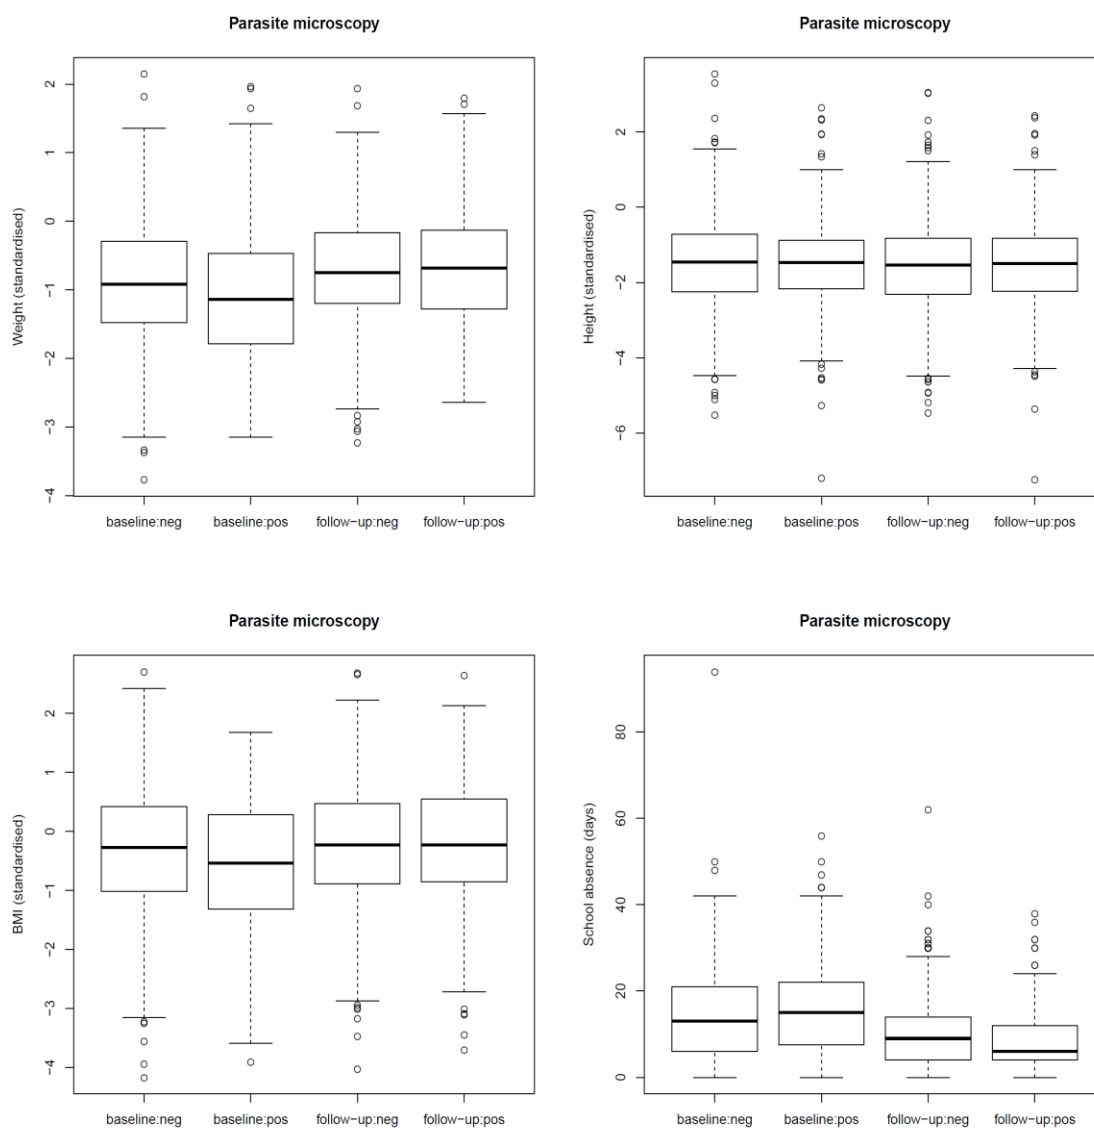 Parasite microscopy
Weight (standardised)
2
1
0
−1
−2
−3
−4
baseline:neg baseline:pos follow−up:neg follow−up:pos
Parasite microscopy
Height (standardised)
2
0
−2
−4
−6
baseline:neg baseline:pos follow−up:neg follow−up:pos
Parasite microscopy
BMI (standardised)
2
1
0
−1
−2
−3
−4
baseline:neg baseline:pos follow−up:neg follow−up:pos
Parasite microscopy
School absence (days)
80
60
40
20
0
baseline:neg baseline:pos follow−up:neg follow−up:pos